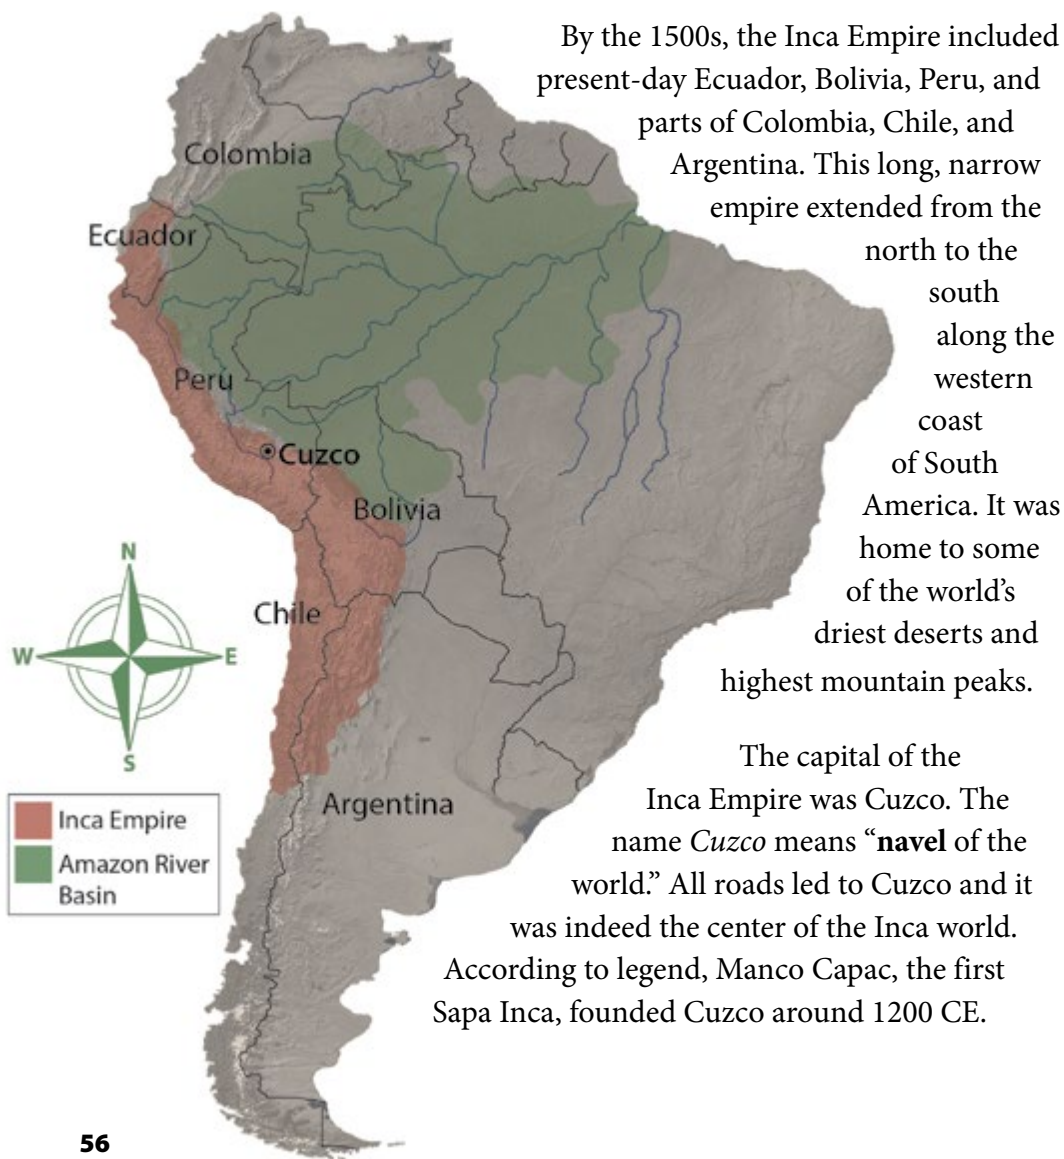 By the 1500s, the Inca Empire included
present-day Ecuador, Bolivia, Peru, and
parts of Colombia, Chile, and
Argentina. This long, narrow
empire extended from the
north to the
south
along the
western
coast
of South
America. It was
home to some
of the world’s
driest deserts and
highest mountain peaks.
The capital of the
Inca Empire was Cuzco. The
name Cuzco means “navel of the
world.” All roads led to Cuzco and it
was indeed the center of the Inca world.
According to legend, Manco Capac, the first
Sapa Inca, founded Cuzco around 1200 CE.
Colombia
Ecuador
Peru
Cuzco
Bolivia
Chile
Argentina
N
W
E
S
Inca Empire
Amazon River
Basin
56